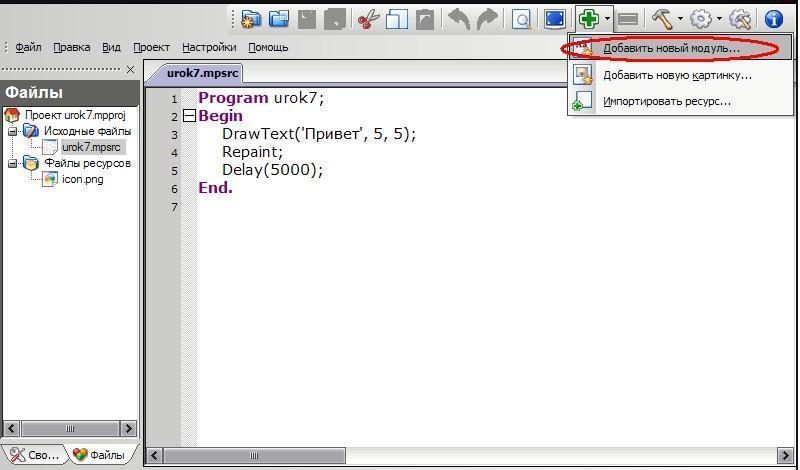 Файл Правка Вид Проект Настройки Помощь
Добавить новый модуль...
Добавить новую картинку...
Импортировать ресурс...
Файлы
Проект urok7.mpproj
Исходные файлы
urok7.mpsrc
Файлы ресурсов
icon.png
Сво... Файлы
urok7.mpsrc
1 Program urok7;
2 Begin
3 DrawText('Привет', 5, 5);
4 Repaint;
5 Delay(5000);
6 End.
7